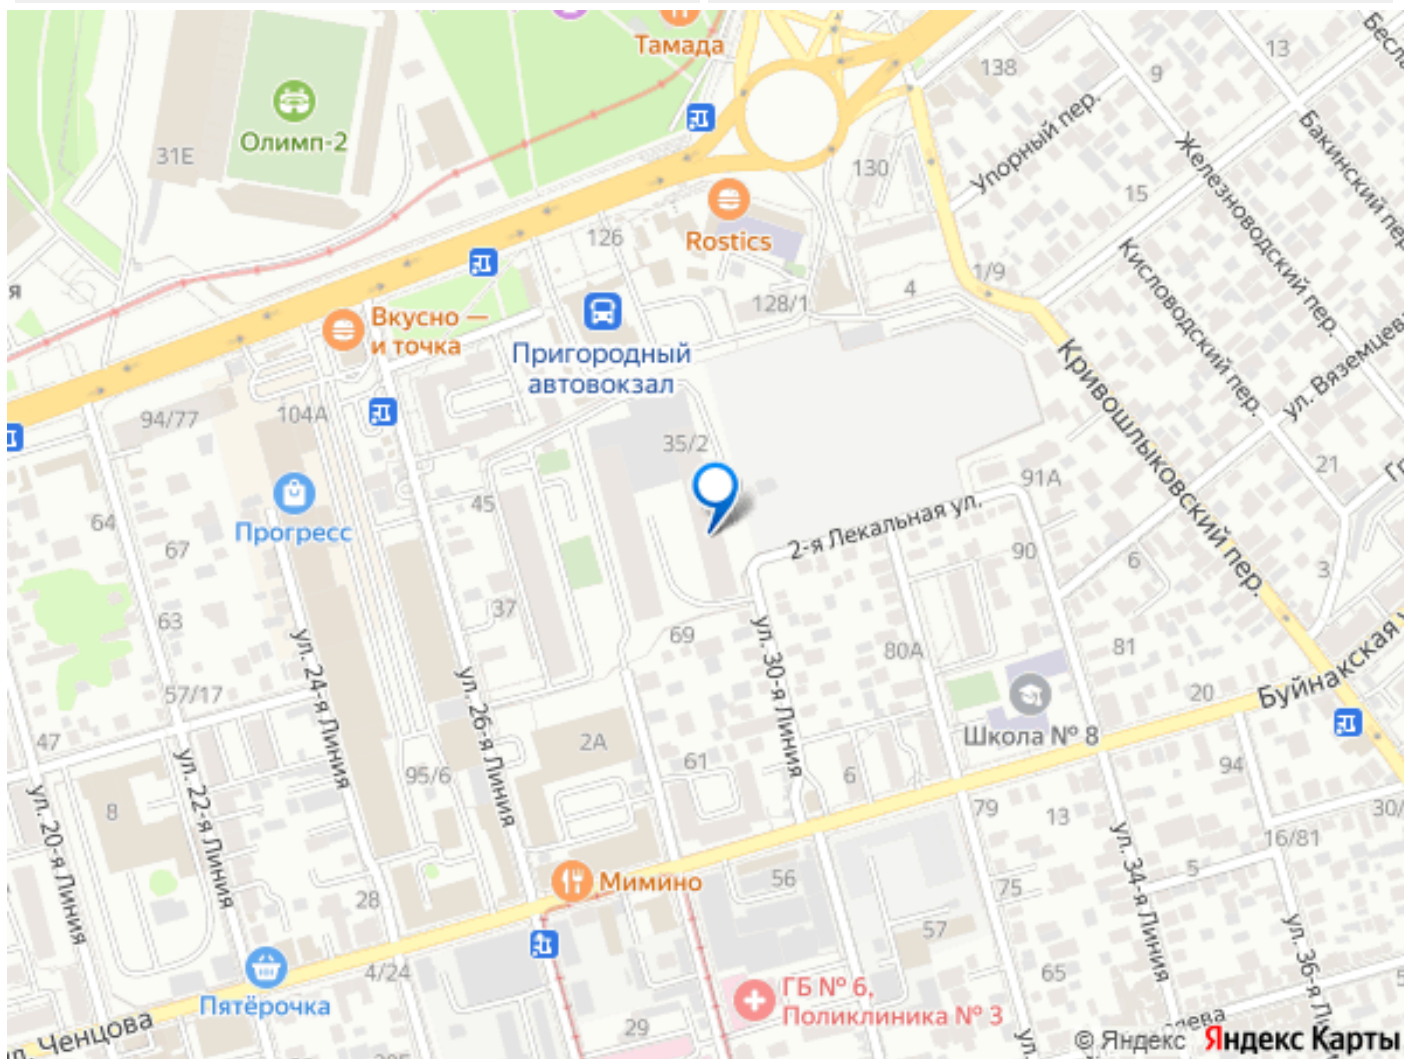 Тамада
13
Бесла
138
9
Олимп-2
31Е
Упорный пер.
Бакинский пер.
130
Железноводский пер.
15
Rostics
126
Кисловодский пер.
1/9
я
4
128/1
Вкусно —
и точка
Пригородный
автовокзал
ул. Вяземцев
Кривошлыковский пер.
94/77
104А
35/2
21
91А
45
Прогресс
64
2-я Лекальная ул.
67
90
6
3
63
37
69
ул. 30-я Линия
80А
81
ул. 24-я Линия
ул. 26-я Линия
57/17
20
Буйнакская у
Школа № 8
47
2А
61
6
94
95/6
ул. 22-я Линия
ул. 20-я Линия
8
79
13
30/
16/81
ул. 34-я Линия
5
Мимино
56
75
28
57
ул. 36-я Ли
65
4/24
5
Пятёрочка
ГБ № 6,
Поликлиника № 3
29
ул.
Ченцова
© Яндекс Яндекс Карты